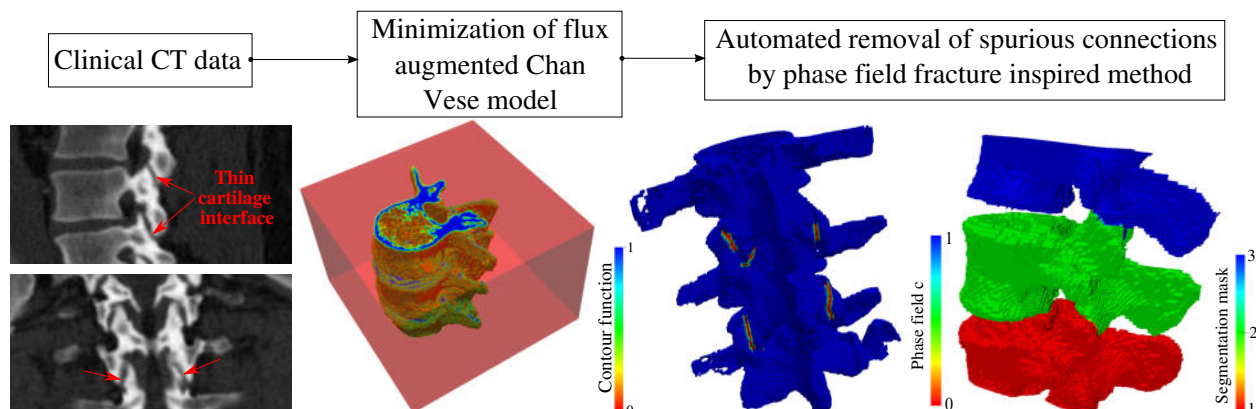 Clinical CT data
Minimization of flux
augmented Chan
Vese model
Automated removal of spurious connections
by phase field fracture inspired method
Thin
cartilage
interface
1
Contour function
0
1
Phase field c
0
3
2
Segmentation mask
1